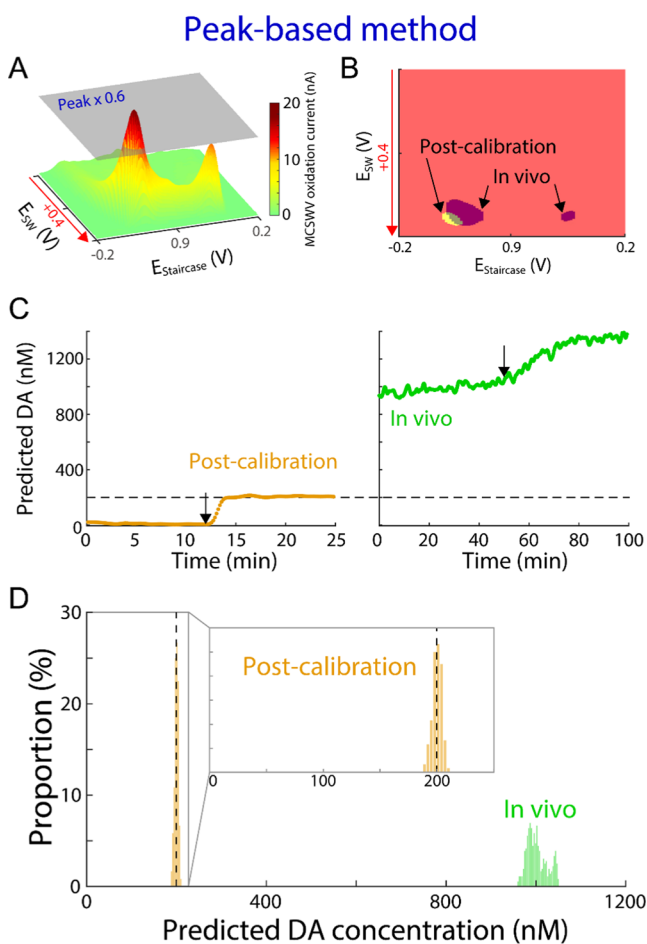 Peak-based method
A
Peak x 0.6
20
10
0
MCSWV oxidation current (nA)
+0.4
E_SW (V)
-0.2
0.9
0.2
E_Staircase (V)
B
Post-calibration
In vivo
E_SW (V)
+0.4
-0.2
0.9
0.2
E_Staircase (V)
C
Predicted DA (nM)
1200
800
400
0
Post-calibration
0 5 10 15 20 25
Time (min)
In vivo
0 20 40 60 80 100
Time (min)
D
Proportion (%)
30
20
10
0
Post-calibration
0 100 200
In vivo
0 400 800 1200
Predicted DA concentration (nM)